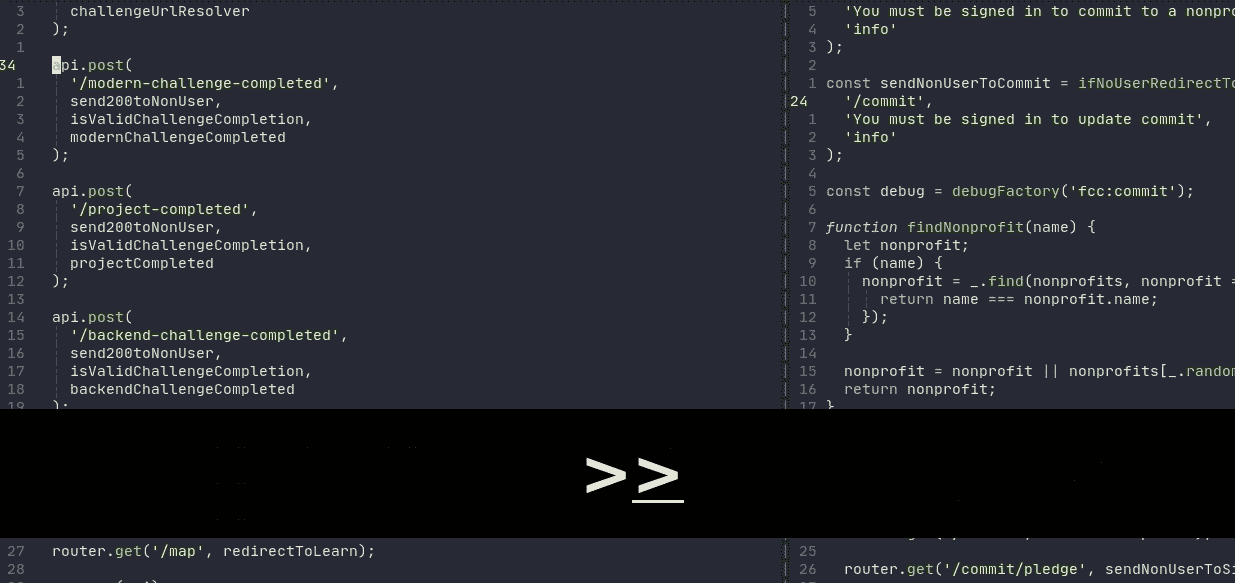 3 challengeUrlResolver
2 );
1
34 api.post(
1 '/modern-challenge-completed',
2 send200toNonUser,
3 isValidChallengeCompletion,
4 modernChallengeCompleted
5 );
6
7 api.post(
8 '/project-completed',
9 send200toNonUser,
10 isValidChallengeCompletion,
11 projectCompleted
12 );
13
14 api.post(
15 '/backend-challenge-completed',
16 send200toNonUser,
17 isValidChallengeCompletion,
18 backendChallengeCompleted
19 );
5 'You must be signed in to commit to a nonpro
4 'info'
3 );
2
1 const sendNonUserToCommit = ifNoUserRedirectTo
24 '/commit',
1 'You must be signed in to update commit',
2 'info'
3 );
4
5 const debug = debugFactory('fcc:commit');
6
7 function findNonprofit(name) {
8 let nonprofit;
9 if (name) {
10 nonprofit = _.find(nonprofits, nonprofit =
11 return name === nonprofit.name;
12 });
13 }
14
15 nonprofit = nonprofit || nonprofits[_.random
16 return nonprofit;
17 }
>>
27 router.get('/map', redirectToLearn);
28
25
26 router.get('/commit/pledge', sendNonUserToSi